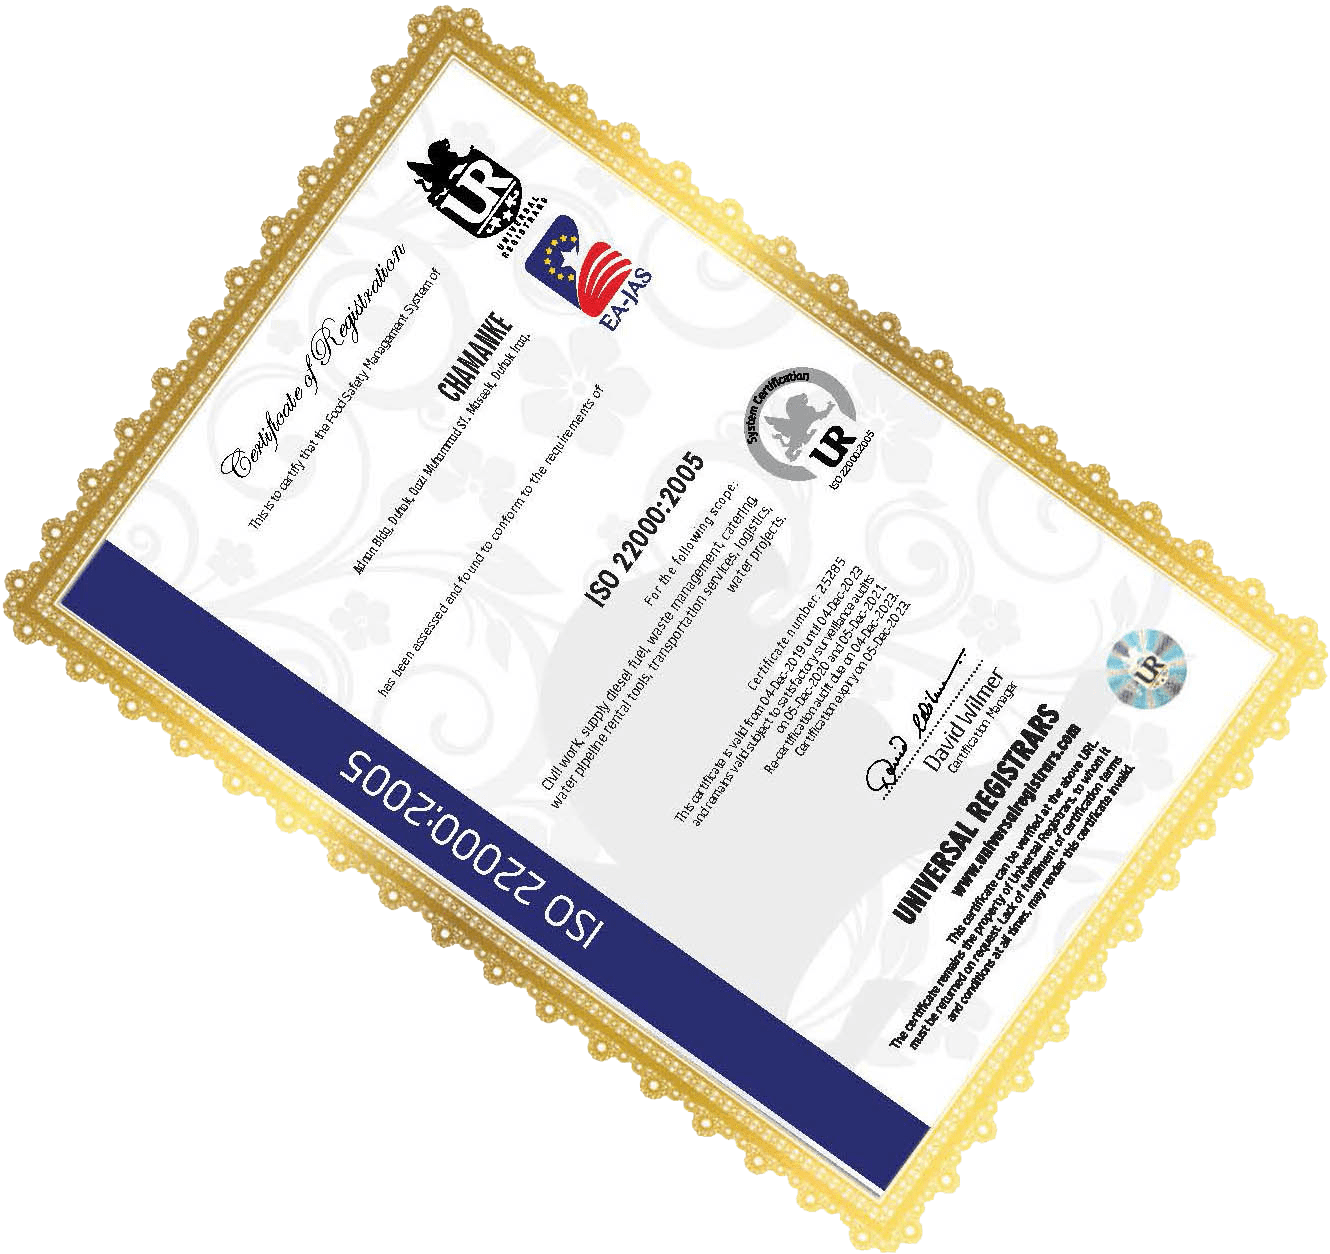 UR
UNIVERSAL
REGISTRARS
EA-IAS
Certificate of Registration
This is to certify that the Food Safety Management System of
CHAMANKE
Adnan Bldg, Duhok, Qazi Muhammad St. Maseek, Duhok Iraq.
has been assessed and found to conform to the requirements of
ISO 22000:2005
For the following scope:
Civil work, supply diesel fuel, waste management, catering,
water pipeline rental tools, transportation services, logistics,
water projects.
System Certification
UR
ISO 22000:2005
Certificate number: 25285
This certificate is valid from 04-Dec-2019 until 04-Dec-2023
and remains valid subject to satisfactory surveillance audits
on 05-Dec-2020 and 05-Dec-2021.
Re-certification audit due on 04-Dec-2023.
Certification expiry on 05-Dec-2023.
David Wilmer
Certification Manager
UR
UNIVERSAL REGISTRARS
www.universalregistrars.com
This certificate can be verified at the above URL.
The certificate remains the property of Universal Registrars, to whom it
must be returned on request. Lack of fulfilment of certification terms
and conditions at all times, may render this certificate invalid.
ISO 22000:2005